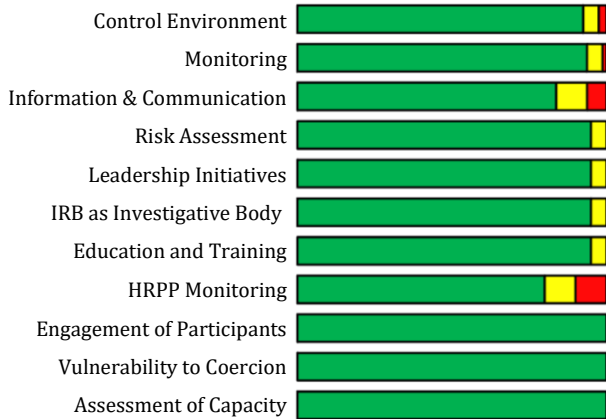 Control Environment
Monitoring
Information & Communication
Risk Assessment
Leadership Initiatives
IRB as Investigative Body
Education and Training
HRPP Monitoring
Engagement of Participants
Vulnerability to Coercion
Assessment of Capacity